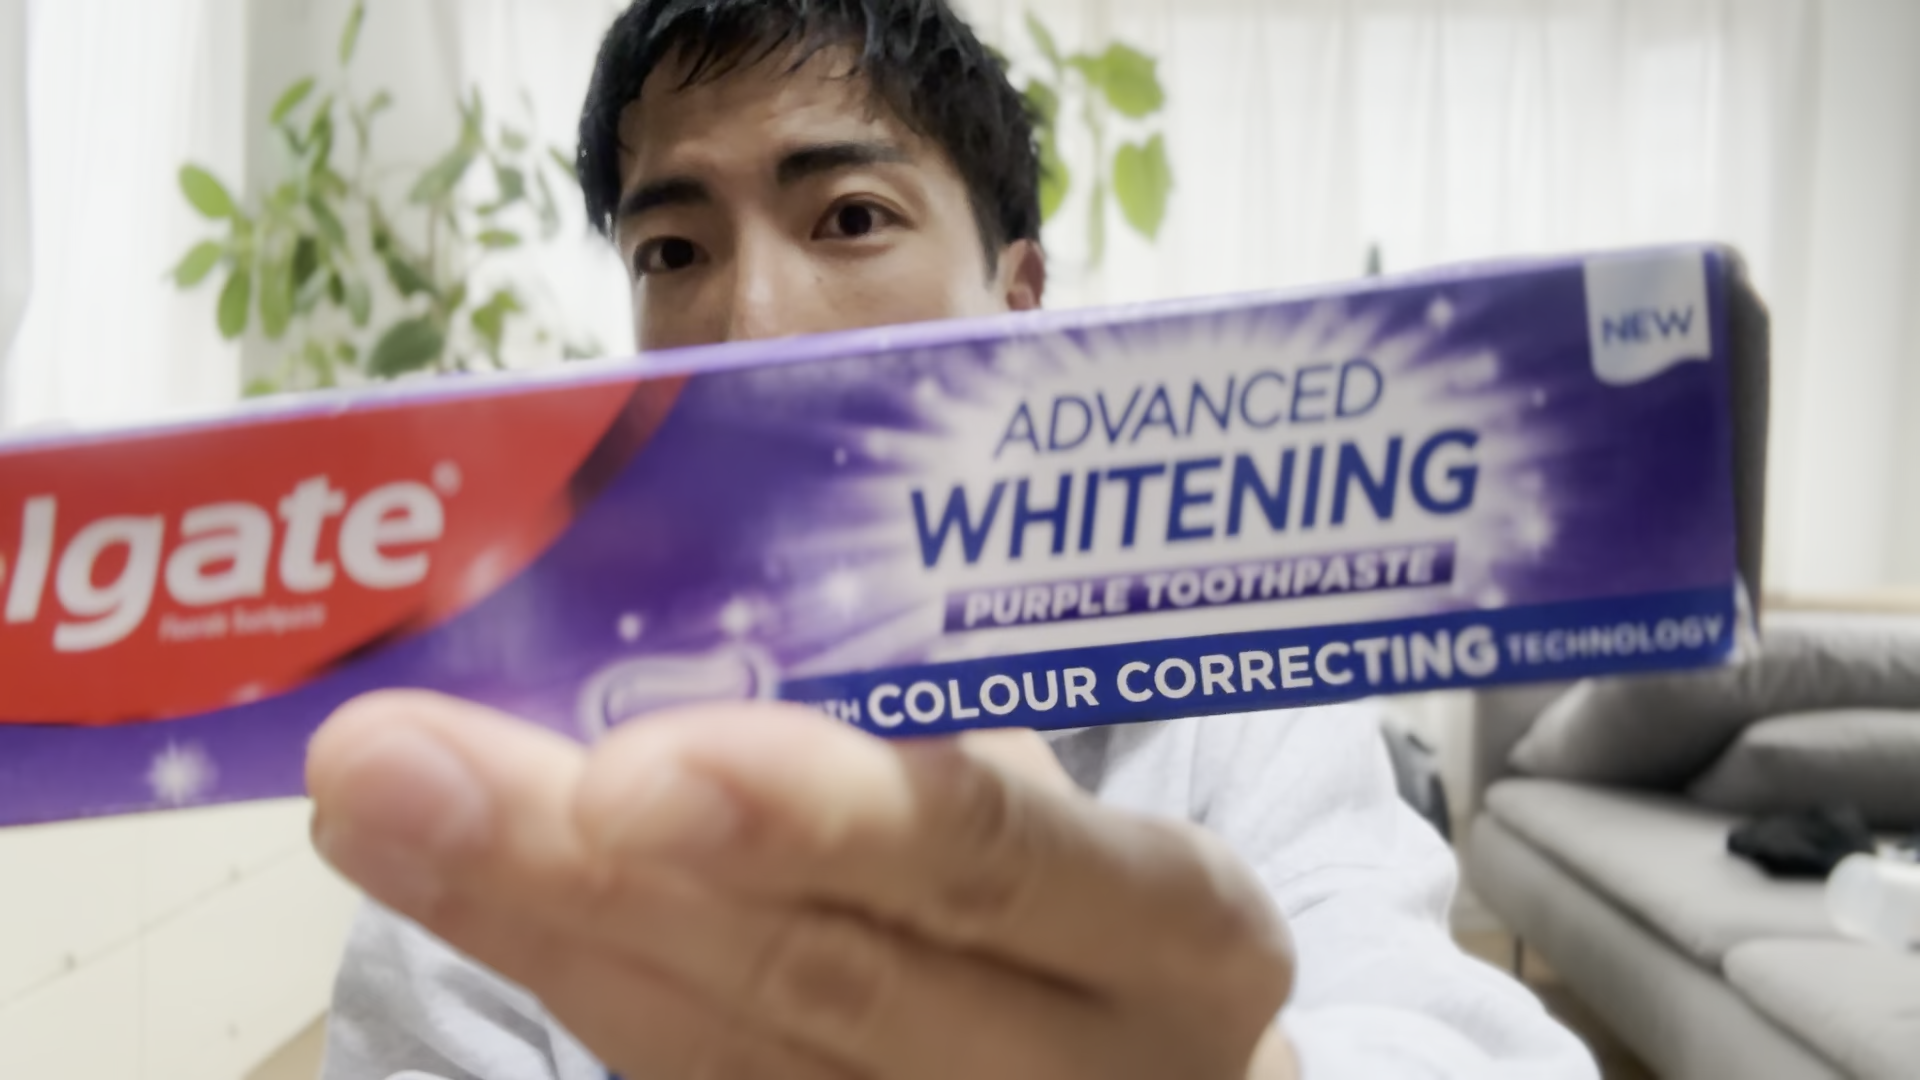 lgate
NEW
ADVANCED
WHITENING
PURPLE TOOTHPASTE
COLOUR CORRECTING TECHNOLOGY